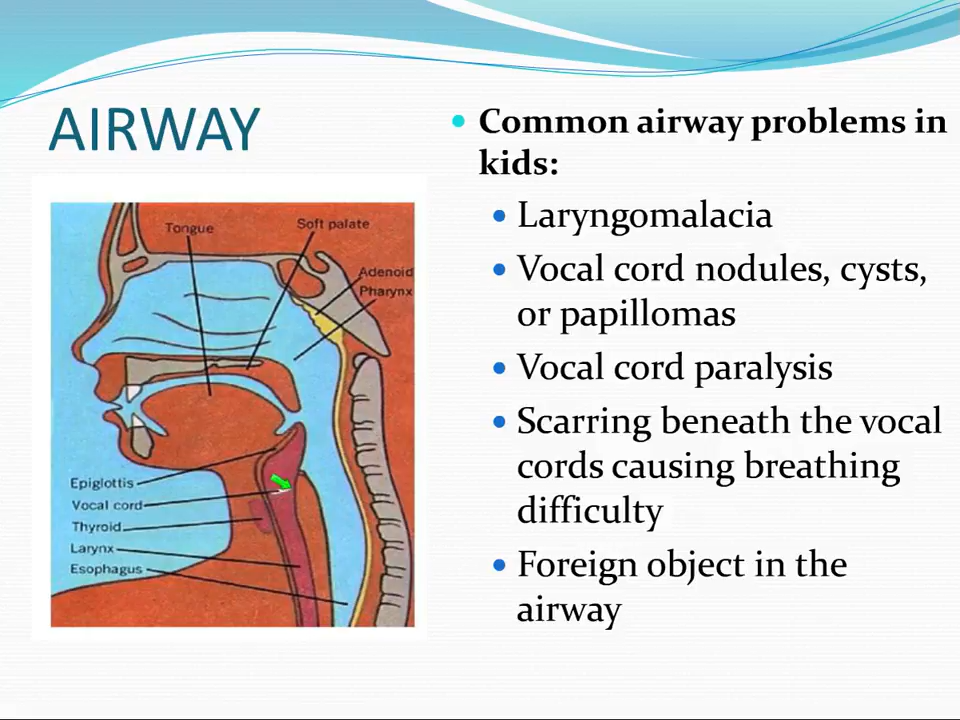 AIRWAY
Tongue
Soft palate
Adenoid
Pharynx
Epiglottis
Vocal cord
Thyroid
Larynx
Esophagus
Common airway problems in
kids:
Laryngomalacia
Vocal cord nodules, cysts,
or papillomas
Vocal cord paralysis
Scarring beneath the vocal
cords causing breathing
difficulty
Foreign object in the
airway